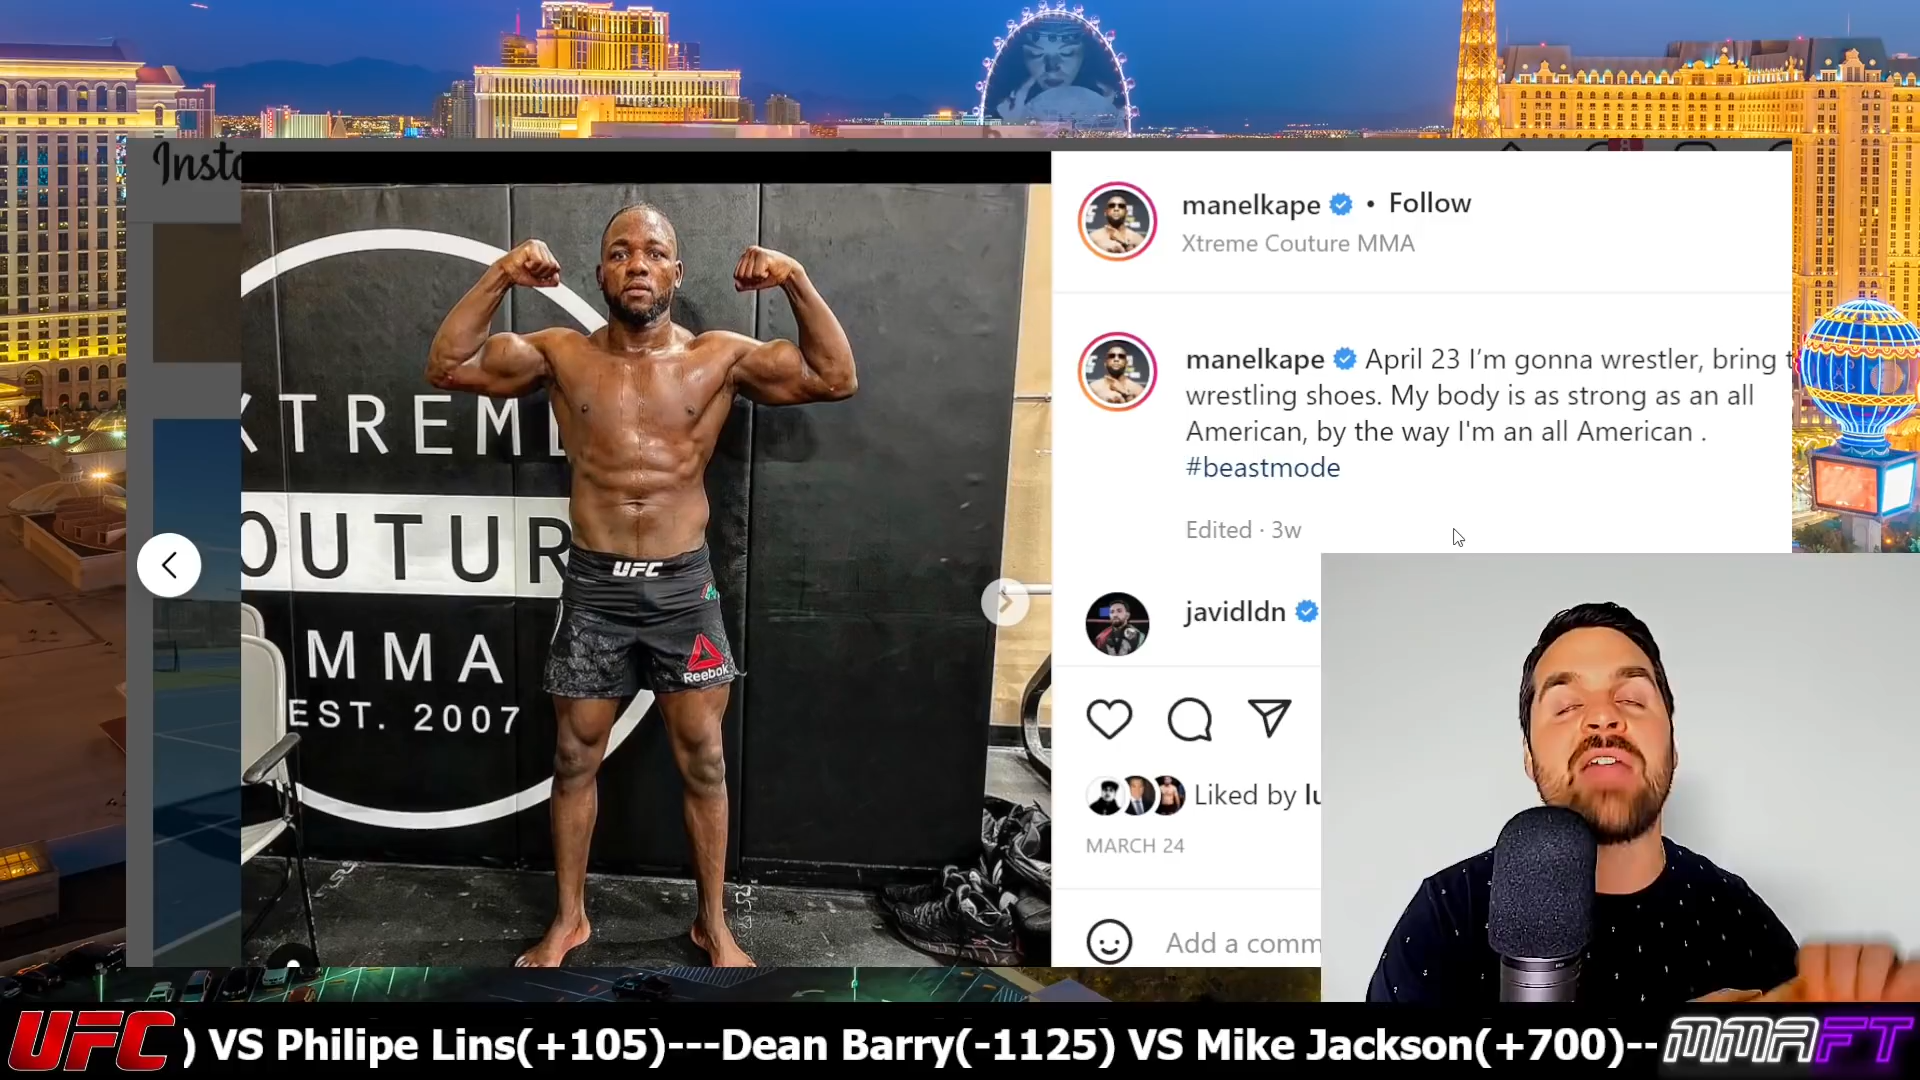 Insta
8
manelkape • Follow
Xtreme Couture MMA
XTREME
OUTUR
MMA
EST. 2007
UFC
Reebok
manelkape April 23 I’m gonna wrestler, bring t
wrestling shoes. My body is as strong as an all
American, by the way I'm an all American .
#beastmode
Edited · 3w
javidldn
Liked by lu
MARCH 24
Add a comm
UFC ) VS Philipe Lins(+105)---Dean Barry(-1125) VS Mike Jackson(+700)-- MMAFT